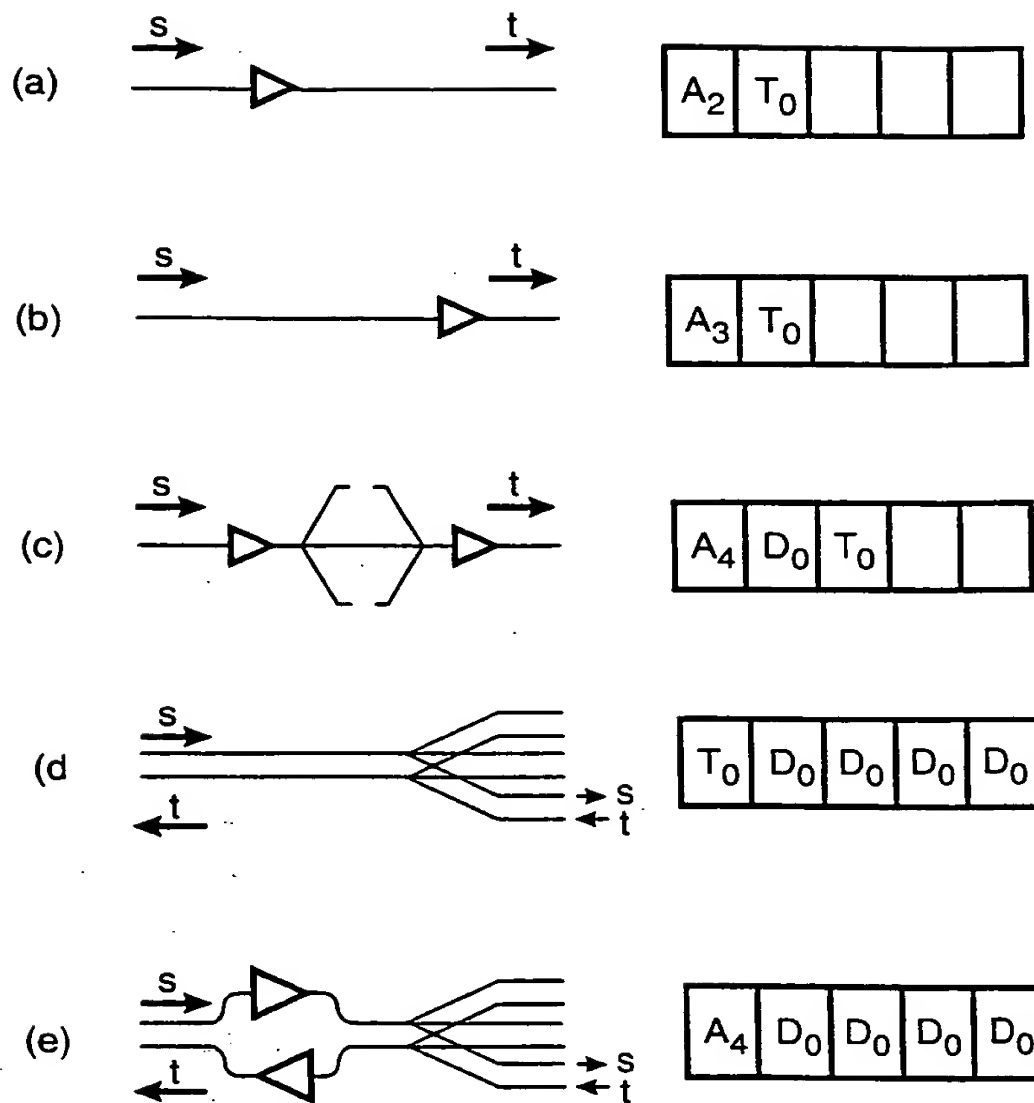 s t
(a) A₂ T₀
s t
(b) A₃ T₀
s t
(c) A₄ D₀ T₀
s
(d T₀ D₀ D₀ D₀ D₀
s
t
t
s
(e) A₄ D₀ D₀ D₀ D₀
s
t
t